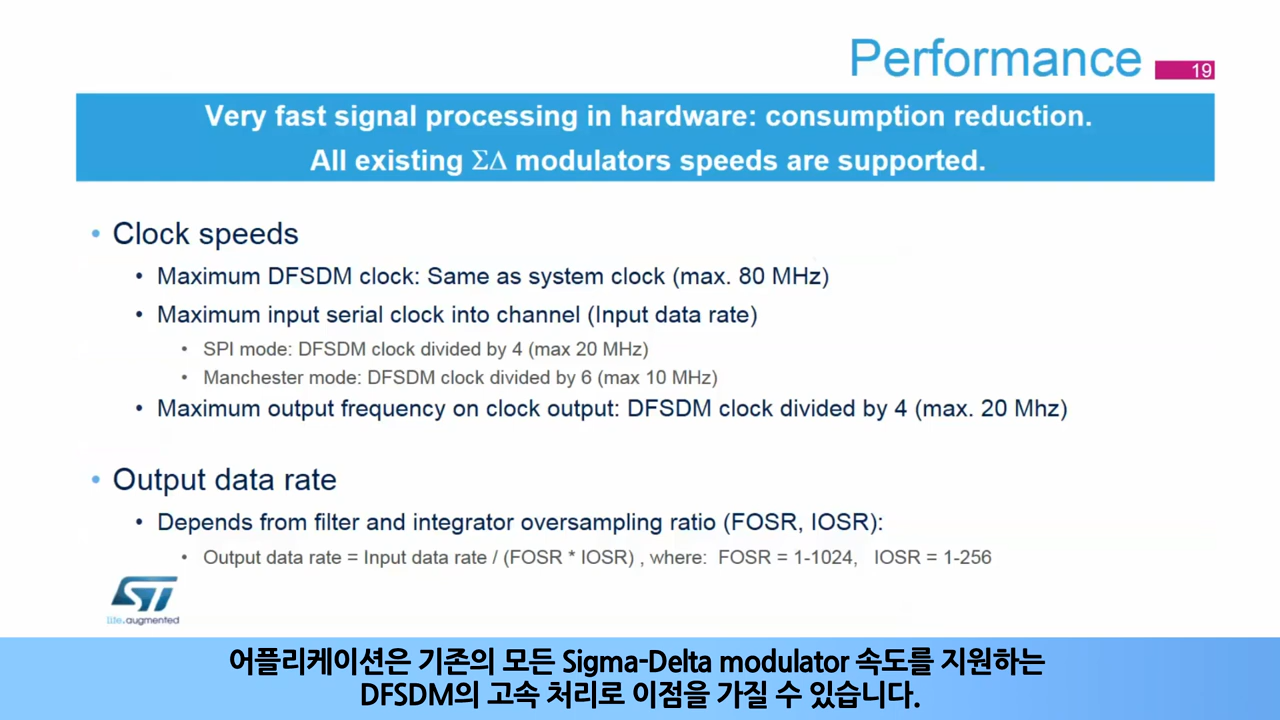 Performance
19
Very fast signal processing in hardware: consumption reduction.
All existing ΣΔ modulators speeds are supported.
• Clock speeds
• Maximum DFSDM clock: Same as system clock (max. 80 MHz)
• Maximum input serial clock into channel (Input data rate)
• SPI mode: DFSDM clock divided by 4 (max 20 MHz)
• Manchester mode: DFSDM clock divided by 6 (max 10 MHz)
• Maximum output frequency on clock output: DFSDM clock divided by 4 (max. 20 Mhz)
• Output data rate
• Depends from filter and integrator oversampling ratio (FOSR, IOSR):
• Output data rate = Input data rate / (FOSR * IOSR) , where: FOSR = 1-1024, IOSR = 1-256
ST
life.augmented
어플리케이션은 기존의 모든 Sigma-Delta modulator 속도를 지원하는
DFSDM의 고속 처리로 이점을 가질 수 있습니다.